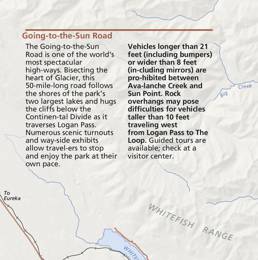 Going-to-the-Sun Road
The Going-to-the-Sun
Road is one of the world's
most spectacular
high-ways. Bisecting the
heart of Glacier, this
50-mile-long road follows
the shores of the park's
two largest lakes and hugs
the cliffs below the
Continen-tal Divide as it
traverses Logan Pass.
Numerous scenic turnouts
and way-side exhibits
allow travel-ers to stop
and enjoy the park at their
own pace.
Vehicles longer than 21
feet (including bumpers)
or wider than 8 feet
(in-cluding mirrors) are
pro-hibited between
Ava-lanche Creek and
Sun Point. Rock
overhangs may pose
difficulties for vehicles
taller than 10 feet
traveling west
from Logan Pass to The
Loop. Guided tours are
available; check at a
visitor center.
Creek
To
Eureka
WHITEFISH RANGE